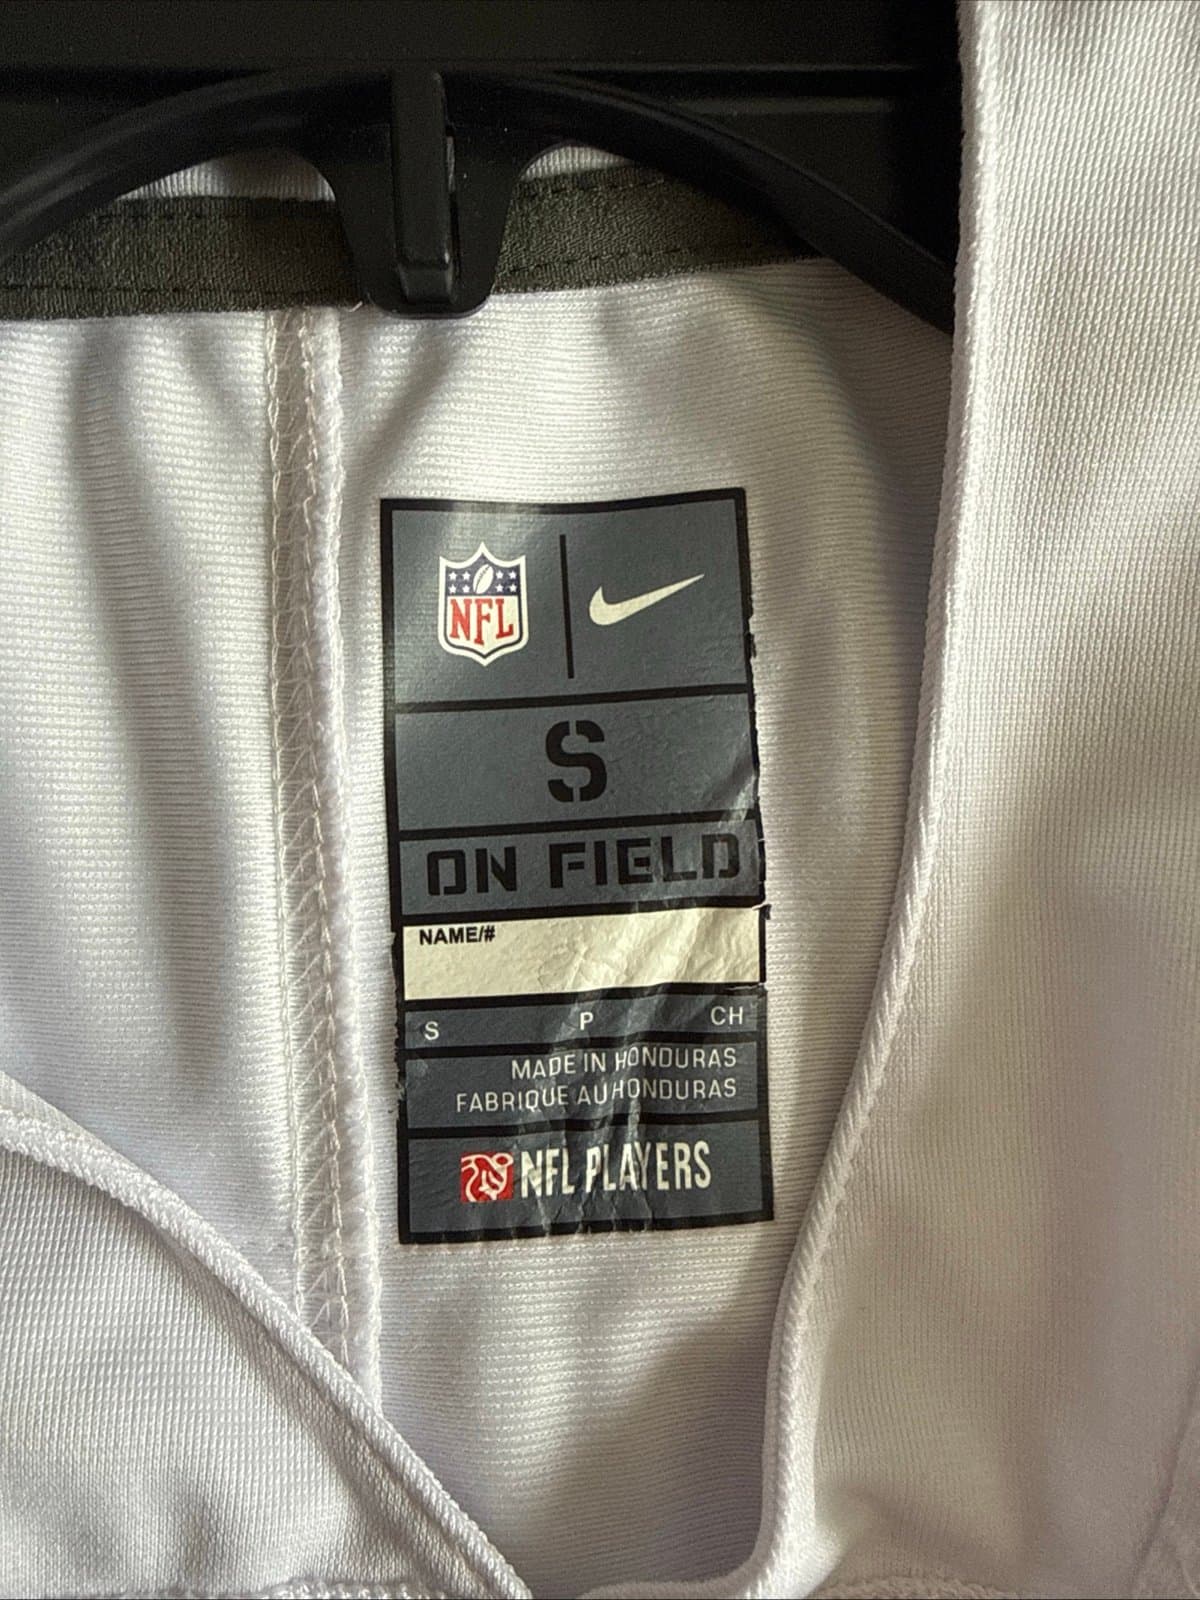 NFL
S
ON FIELD
NAME/#
S P CH
MADE IN HONDURAS
FABRIQUE AU HONDURAS
NFL PLAYERS